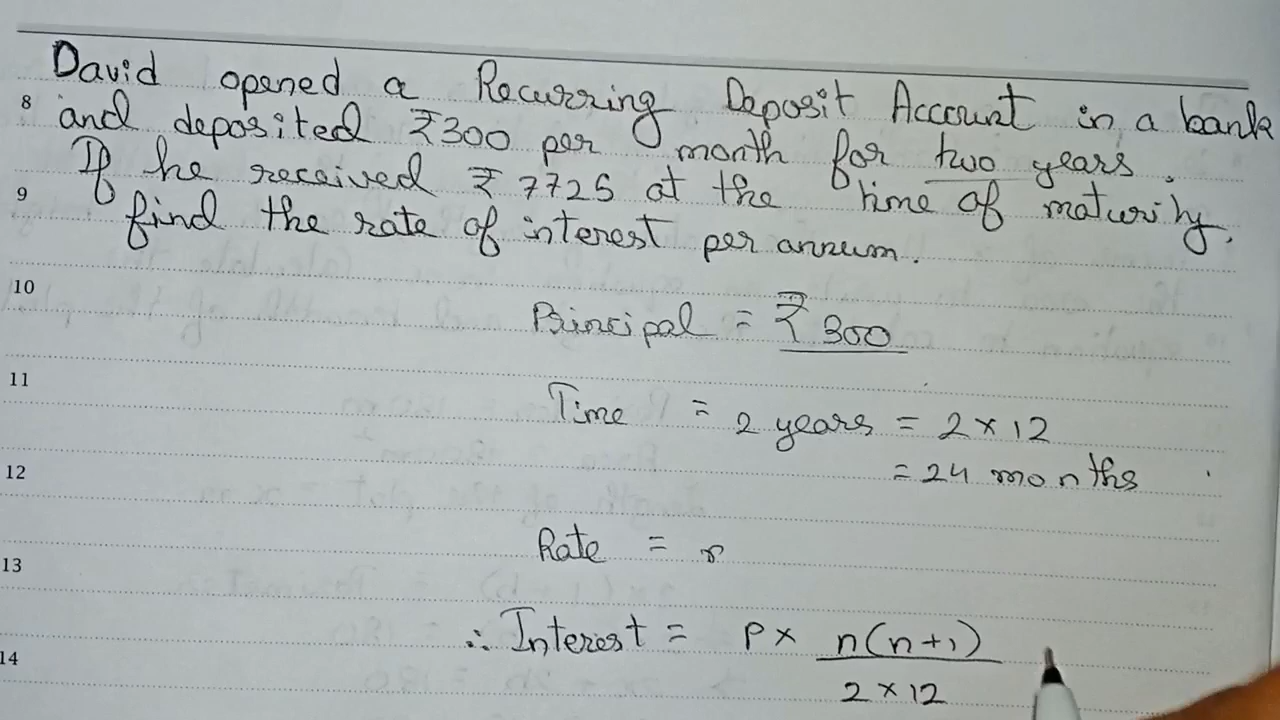 David opened a Recurring Deposit Account in a bank
8
and deposited ₹300 per month for two years.
If he received ₹7725 at the time of maturity,
9
find the rate of interest per annum.
10
Principal = ₹300
11
Time = 2 years = 2×12
= 24 months
12
Rate = r
13
∴ Interest = P× n(n+1)
14
2×12